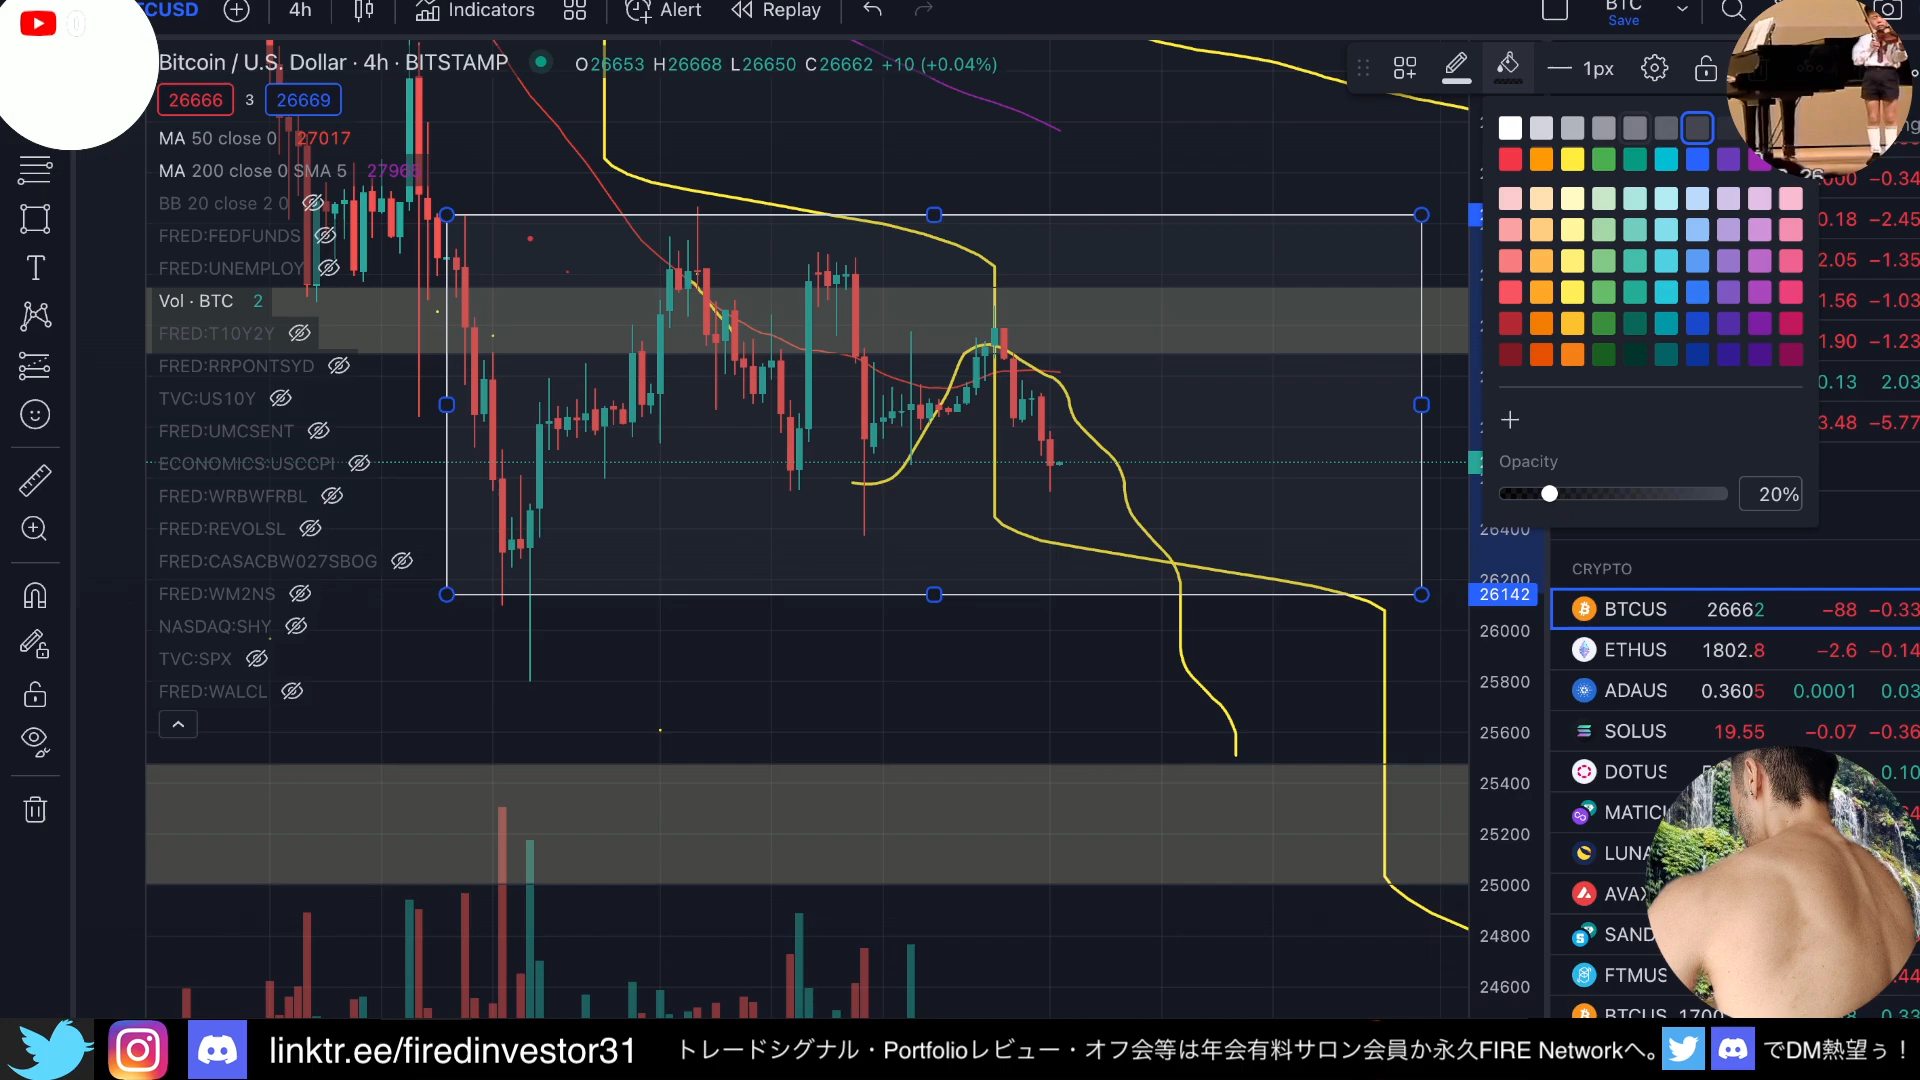 CUSD
4h
Indicators
Alert
Replay
BTC
Save
Bitcoin / U.S. Dollar · 4h · BITSTAMP
O26653 H26668 L26650 C26662 +10 (+0.04%)
26666 3 26669
MA 50 close 0 27017
MA 200 close 0 SMA 5 27965
BB 20 close 2 0
FRED:FEDFUNDS
FRED:UNEMPLOY
Vol · BTC 2
FRED:T10Y2Y
FRED:RRPONTSYD
TVC:US10Y
FRED:UMCSENT
ECONOMICS:USCCPI
FRED:WRBWFRBL
FRED:REVOLSL
FRED:CASACBW027SBOG
FRED:WM2NS
NASDAQ:SHY
TVC:SPX
FRED:WALCL
1px
Opacity
20%
−0.34
0.18 −2.45
2.05 −1.35
1.56 −1.03
1.90 −1.23
0.13 2.03
3.48 −5.77
26400
26200
26142
26000
25800
25600
25400
25200
25000
24800
24600
CRYPTO
BTCUS 26662 −88 −0.33
ETHUS 1802.8 −2.6 −0.14
ADAUS 0.3605 0.0001 0.03
SOLUS 19.55 −0.07 −0.36
DOTUS 0.10
MATICI
LUNA
AVAX
SAND
FTMUS
BTCUS 1700
linktr.ee/firedinvestor31
トレードシグナル・Portfolioレビュー・オフ会等は年会有料サロン会員か永久FIRE Networkへ。
でDM熱望ぅ！